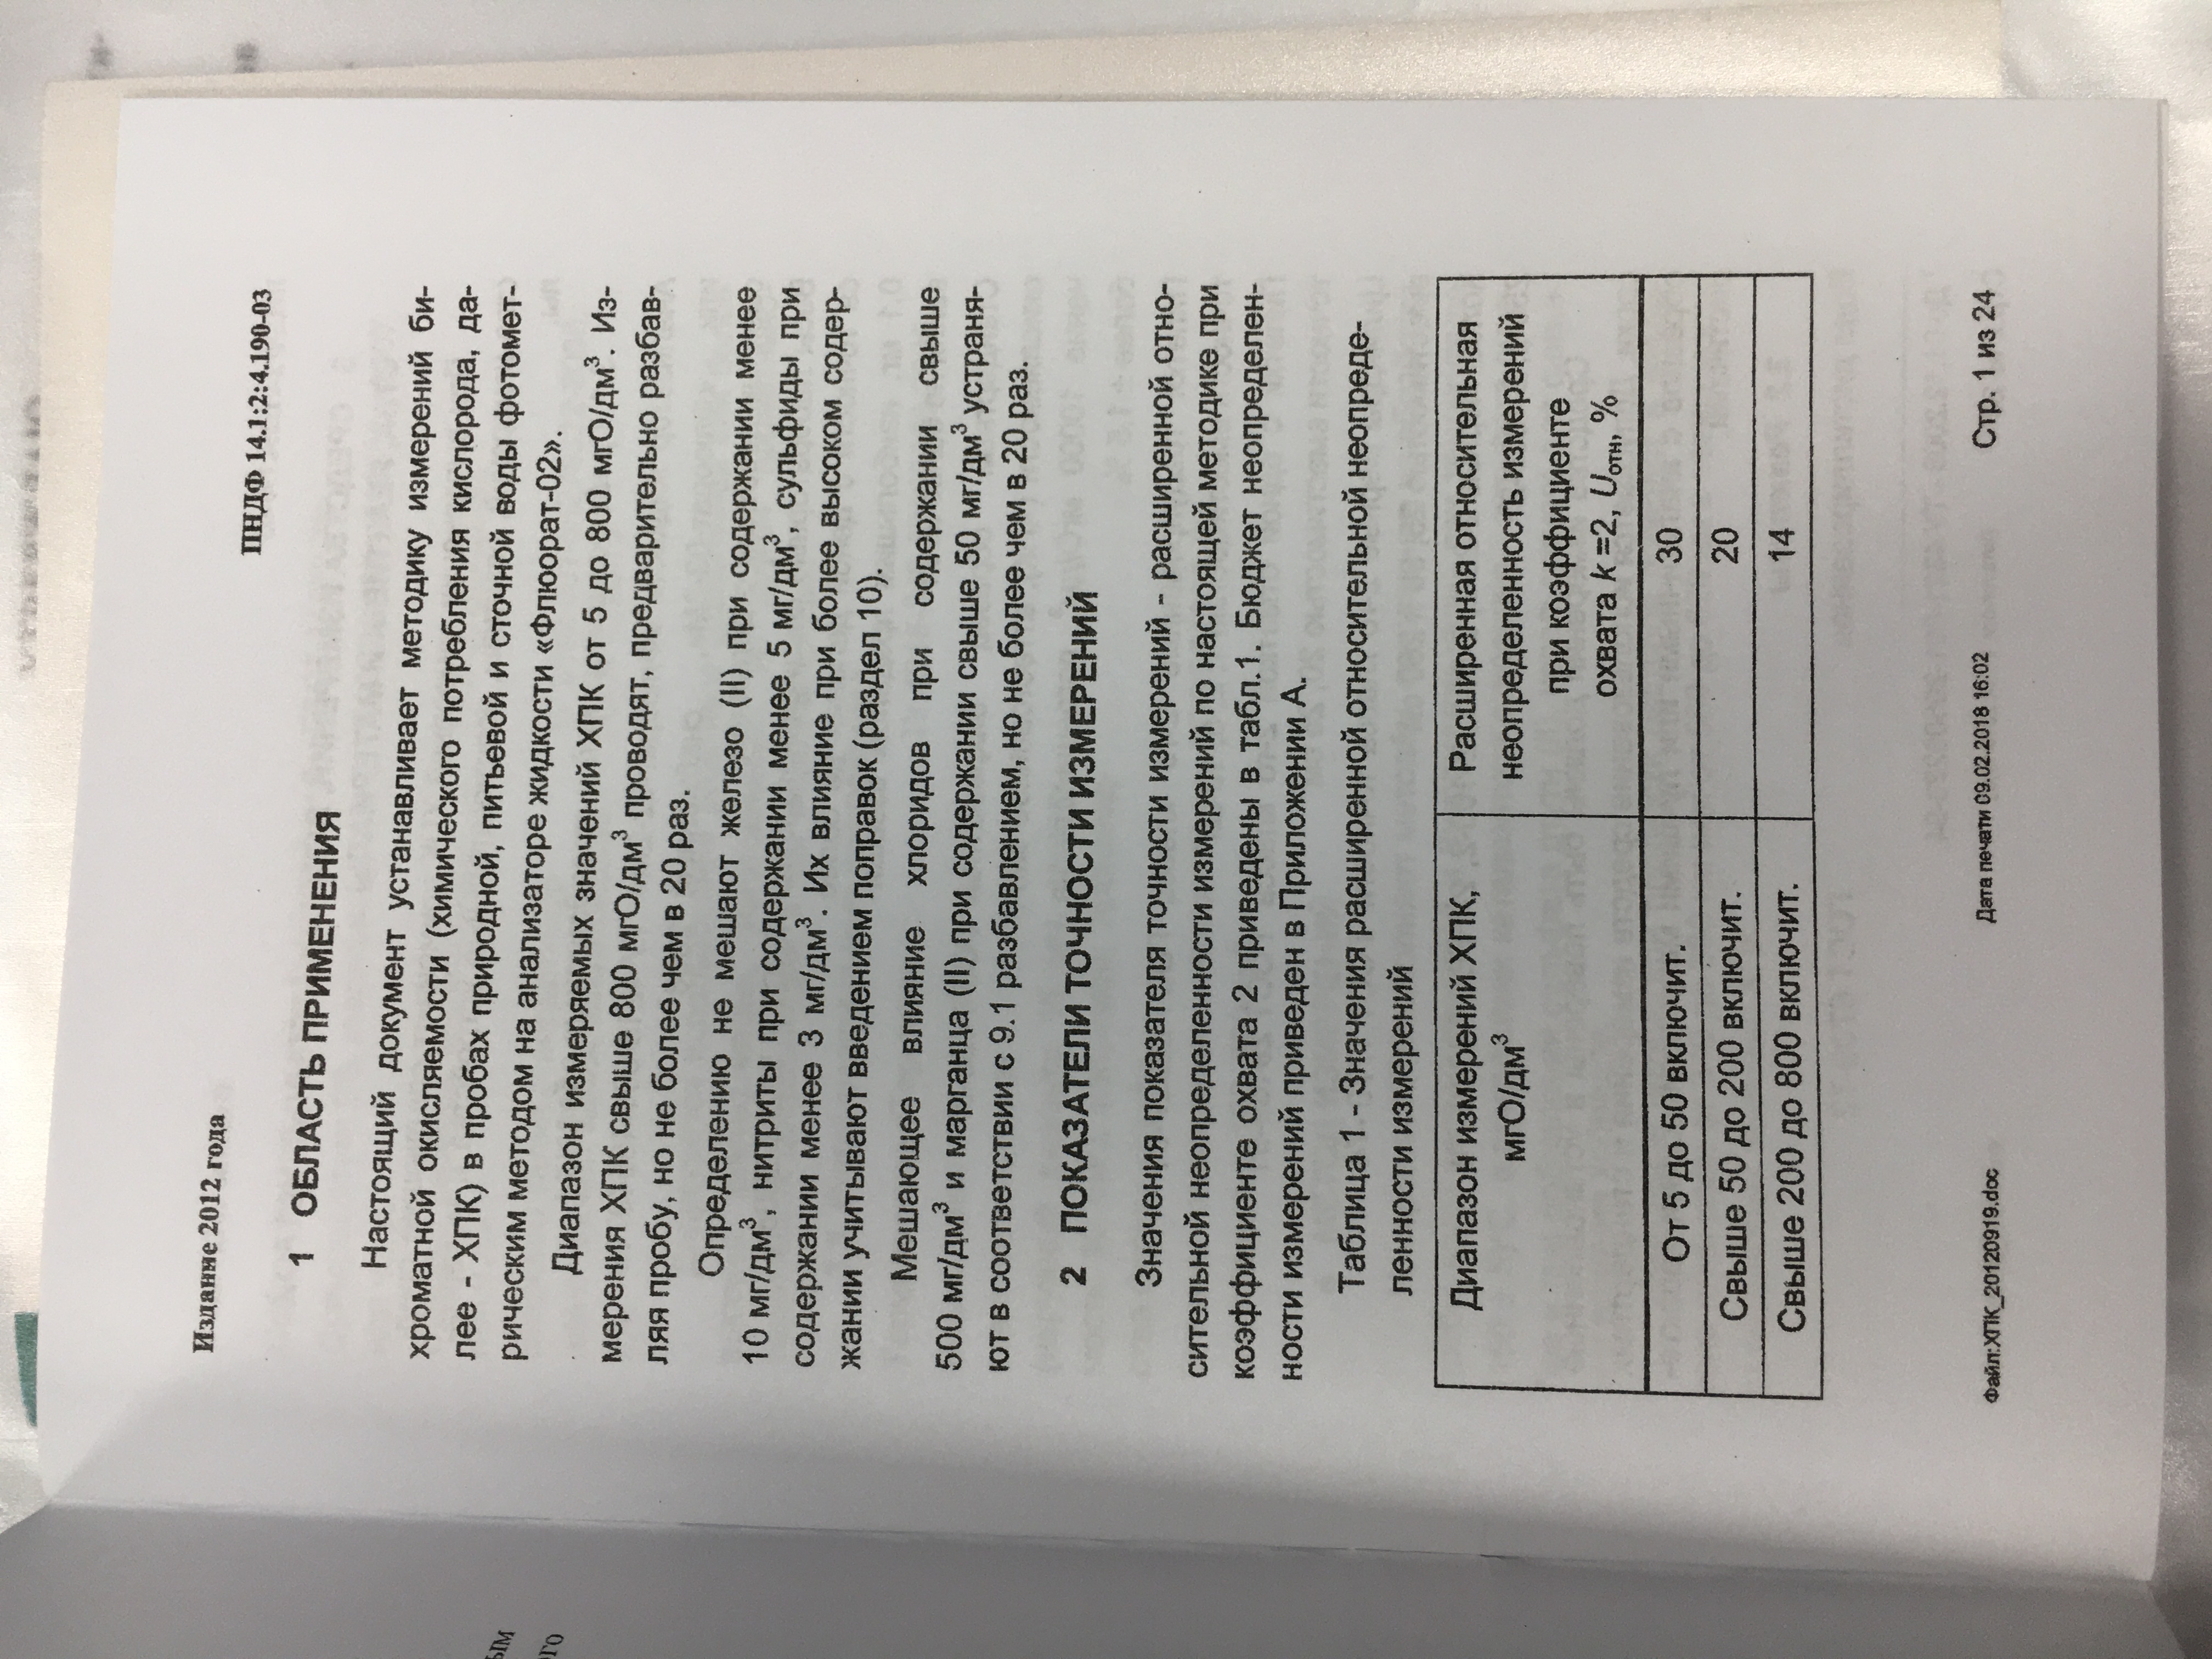 Издание 2012 года
ПНДФ 14.1:2:4.190-03
1 ОБЛАСТЬ ПРИМЕНЕНИЯ
Настоящий документ устанавливает методику измерений би-
хроматной окисляемости (химического потребления кислорода, да-
лее - ХПК) в пробах природной, питьевой и сточной воды фотомет-
рическим методом на анализаторе жидкости «Флюорат-02».
Диапазон измеряемых значений ХПК от 5 до 800 мгО/дм³. Из-
мерения ХПК свыше 800 мгО/дм³ проводят, предварительно разбав-
ляя пробу, но не более чем в 20 раз.
Определению не мешают железо (II) при содержании менее
10 мг/дм³, нитриты при содержании менее 5 мг/дм³, сульфиды при
содержании менее 3 мг/дм³. Их влияние при более высоком содер-
жании учитывают введением поправок (раздел 10).
Мешающее влияние хлоридов при содержании свыше
500 мг/дм³ и марганца (II) при содержании свыше 50 мг/дм³ устраня-
ют в соответствии с 9.1 разбавлением, но не более чем в 20 раз.
2 ПОКАЗАТЕЛИ ТОЧНОСТИ ИЗМЕРЕНИЙ
Значения показателя точности измерений - расширенной отно-
сительной неопределенности измерений по настоящей методике при
коэффициенте охвата 2 приведены в табл.1. Бюджет неопределен-
ности измерений приведен в Приложении А.
Таблица 1 - Значения расширенной относительной неопреде-
ленности измерений
Диапазон измерений ХПК,
мгО/дм³
Расширенная относительная
неопределенность измерений
при коэффициенте
охвата k =2, Uотн, %
От 5 до 50 включит. 30
Свыше 50 до 200 включит. 20
Свыше 200 до 800 включит. 14
Файл:ХПК_20120919.doc Дата печати 09.02.2018 16:02 Стр. 1 из 24